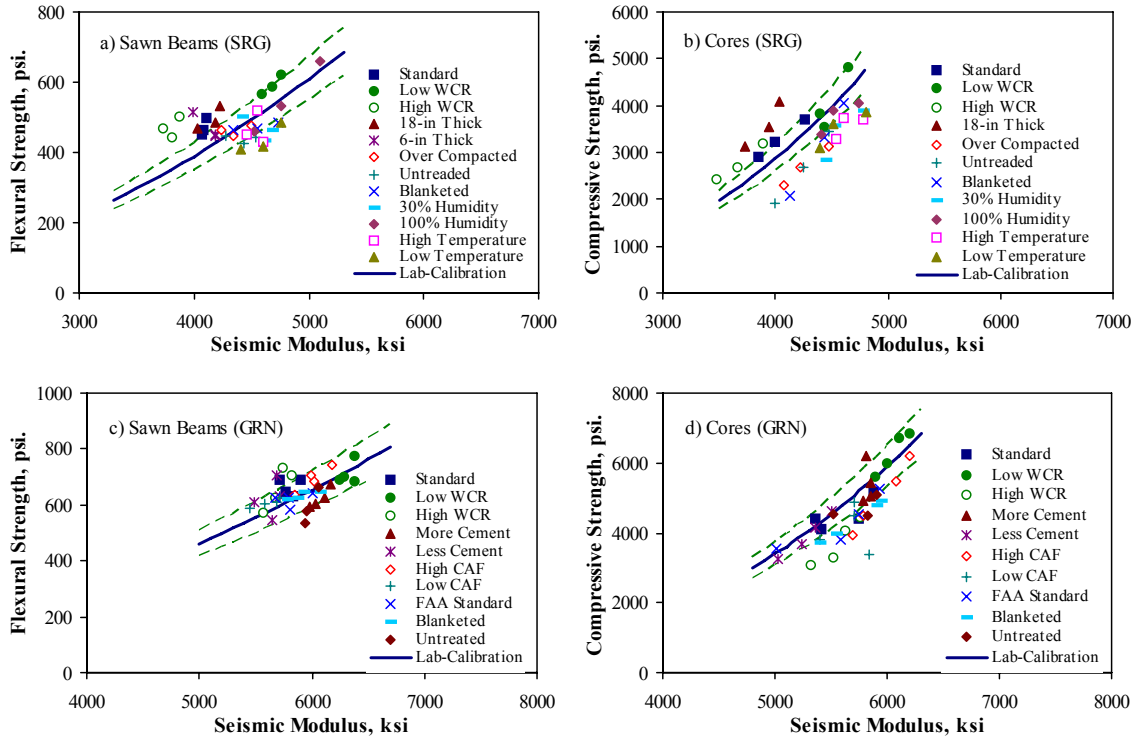 800
600
400
200
0
3000
4000
5000
6000
7000
Seismic Modulus, ksi
Flexural Strength, psi.
a) Sawn Beams (SRG)
Standard
Low WCR
High WCR
18-in Thick
6-in Thick
Over Compacted
Untreaded
Blanketed
30% Humidity
100% Humidity
High Temperature
Low Temperature
Lab-Calibration
6000
5000
4000
3000
2000
1000
0
3000
4000
5000
6000
7000
Seismic Modulus, ksi
Compressive Strength, psi.
b) Cores (SRG)
Standard
Low WCR
High WCR
18-in Thick
Over Compacted
Untreaded
Blanketed
30% Humidity
100% Humidity
High Temperature
Low Temperature
Lab-Calibration
1000
800
600
400
200
0
4000
5000
6000
7000
8000
Seismic Modulus, ksi
Flexural Strength, psi.
c) Sawn Beams (GRN)
Standard
Low WCR
High WCR
More Cement
Less Cement
High CAF
Low CAF
FAA Standard
Blanketed
Untreated
Lab-Calibration
8000
6000
4000
2000
0
4000
5000
6000
7000
8000
Seismic Modulus, ksi
Compressive Strength, psi.
d) Cores (GRN)
Standard
Low WCR
High WCR
More Cement
Less Cement
High CAF
Low CAF
FAA Standard
Blanketed
Untreated
Lab-Calibration